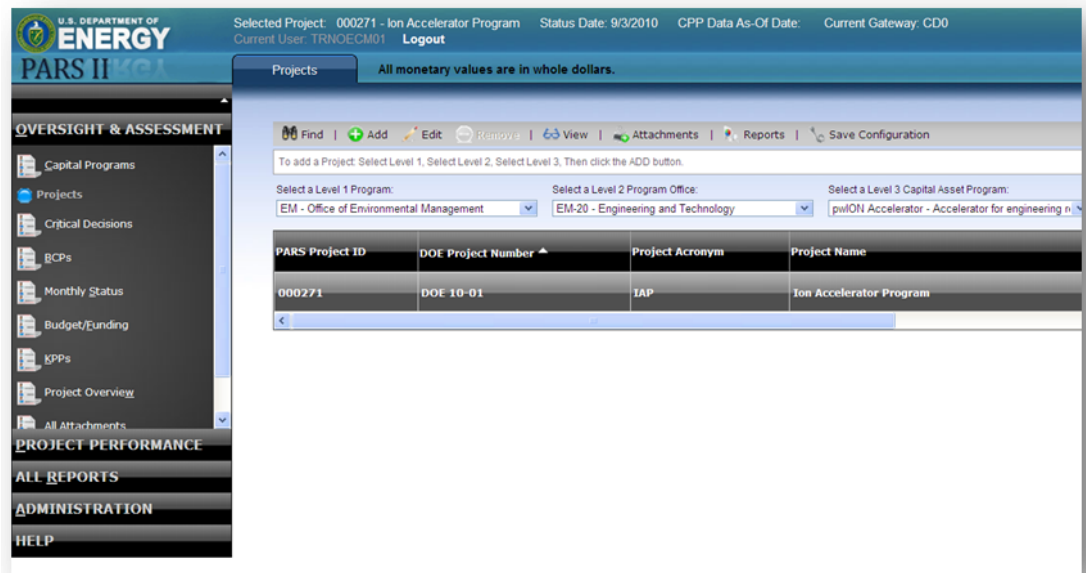 U.S. DEPARTMENT OF
ENERGY
PARS II
Selected Project: 000271 - Ion Accelerator Program Status Date: 9/3/2010 CPP Data As-Of Date: Current Gateway: CD0
Current User: TRNOECM01 Logout
Projects All monetary values are in whole dollars.
OVERSIGHT & ASSESSMENT
Capital Programs
Projects
Critical Decisions
BCPs
Monthly Status
Budget/Funding
KPPs
Project Overview
All Attachments
PROJECT PERFORMANCE
ALL REPORTS
ADMINISTRATION
HELP
Find | Add Edit Remove | View | Attachments | Reports | Save Configuration
To add a Project: Select Level 1, Select Level 2, Select Level 3, Then click the ADD button.
Select a Level 1 Program: Select a Level 2 Program Office: Select a Level 3 Capital Asset Program:
EM - Office of Environmental Management EM-20 - Engineering and Technology pwION Accelerator - Accelerator for engineering
PARS Project ID DOE Project Number Project Acronym Project Name
000271 DOE 10-01 IAP Ion Accelerator Program